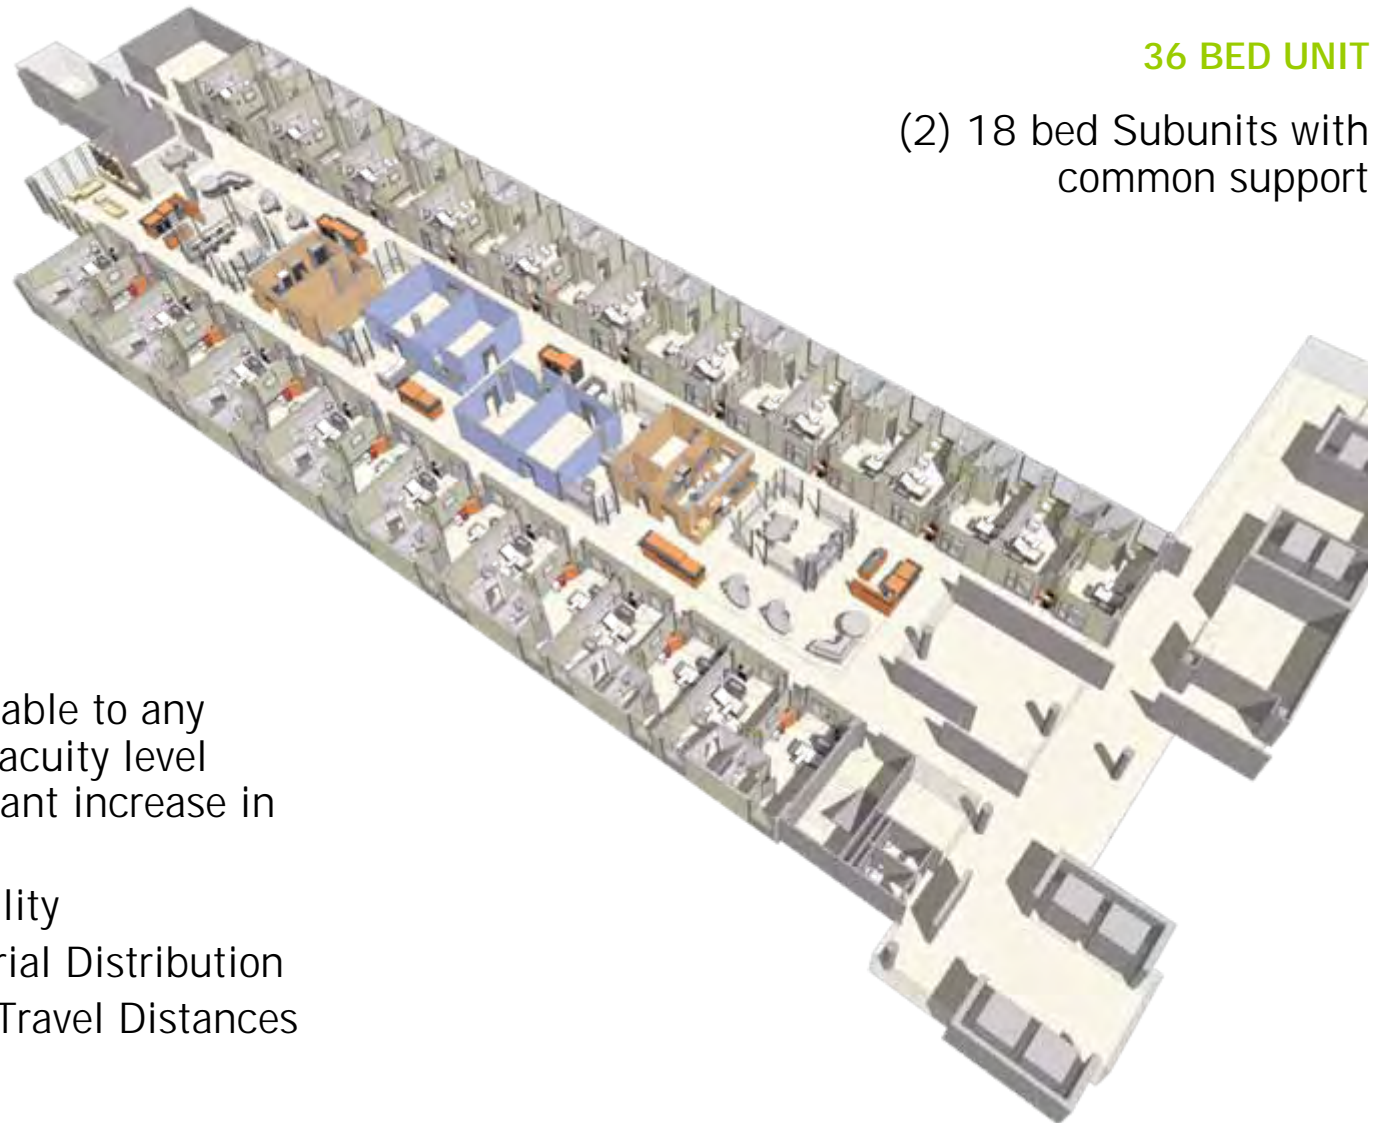 36 BED UNIT
(2) 18 bed Subunits with
common support
able to any
acuity level
ant increase in
lity
rial Distribution
Travel Distances